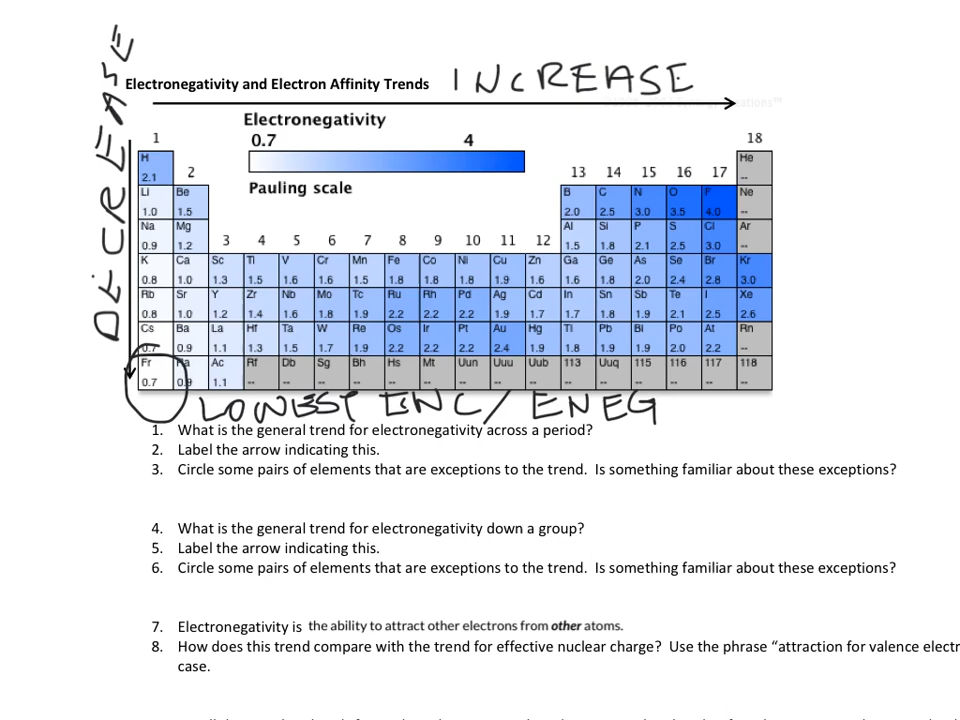 DECREASE
Electronegativity and Electron Affinity Trends INCREASE
Electronegativity
1 0.7 4 18
H He
2.1 2 Pauling scale 13 14 15 16 17 --
Li Be B C N O F Ne
1.0 1.5 2.0 2.5 3.0 3.5 4.0 --
Na Mg Al Si P S Cl Ar
0.9 1.2 3 4 5 6 7 8 9 10 11 12 1.5 1.8 2.1 2.5 3.0 --
K Ca Sc Ti V Cr Mn Fe Co Ni Cu Zn Ga Ge As Se Br Kr
0.8 1.0 1.3 1.5 1.6 1.6 1.5 1.8 1.8 1.8 1.9 1.6 1.6 1.8 2.0 2.4 2.8 3.0
Rb Sr Y Zr Nb Mo Tc Ru Rh Pd Ag Cd In Sn Sb Te I Xe
0.8 1.0 1.2 1.4 1.6 1.8 1.9 2.2 2.2 2.2 1.9 1.7 1.7 1.8 1.9 2.1 2.5 2.6
Cs Ba La Hf Ta W Re Os Ir Pt Au Hg Tl Pb Bi Po At Rn
0.7 0.9 1.1 1.3 1.5 1.7 1.9 2.2 2.2 2.2 2.4 1.9 1.8 1.9 1.9 2.0 2.2 --
Fr Ra Ac Rf Db Sg Bh Hs Mt Uun Uuu Uub 113 Uuq 115 116 117 118
0.7 0.9 1.1 -- -- -- -- -- -- -- -- -- -- -- -- -- -- --
LOWEST ENC/ ENEG
1. What is the general trend for electronegativity across a period?
2. Label the arrow indicating this.
3. Circle some pairs of elements that are exceptions to the trend. Is something familiar about these exceptions?
4. What is the general trend for electronegativity down a group?
5. Label the arrow indicating this.
6. Circle some pairs of elements that are exceptions to the trend. Is something familiar about these exceptions?
7. Electronegativity is the ability to attract other electrons from other atoms.
8. How does this trend compare with the trend for effective nuclear charge? Use the phrase "attraction for valence electr
case.